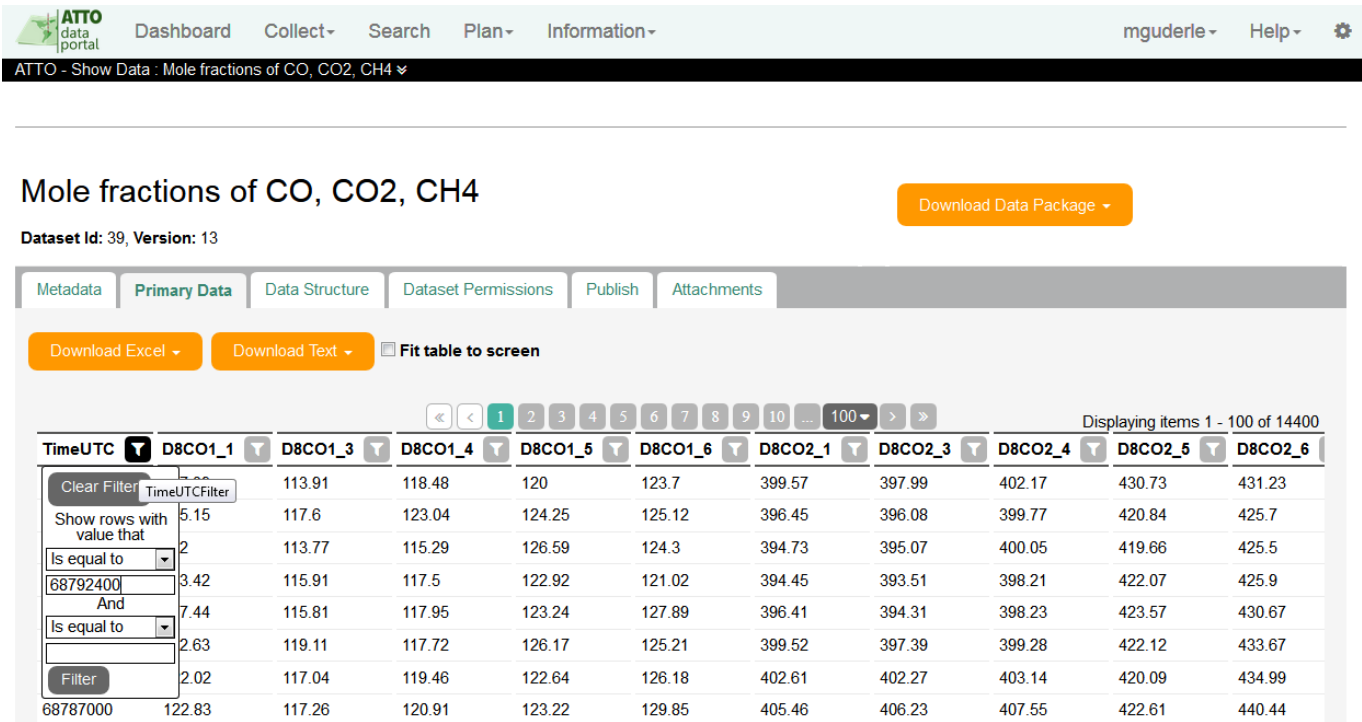 ATTO
data
portal
Dashboard Collect Search Plan Information mguderle Help
ATTO - Show Data : Mole fractions of CO, CO2, CH4
Mole fractions of CO, CO2, CH4
Download Data Package
Dataset Id: 39, Version: 13
Metadata Primary Data Data Structure Dataset Permissions Publish Attachments
Download Excel Download Text Fit table to screen
« < 1 2 3 4 5 6 7 8 9 10 ... 100 > »
Displaying items 1 - 100 of 14400
TimeUTC D8CO1_1 D8CO1_3 D8CO1_4 D8CO1_5 D8CO1_6 D8CO2_1 D8CO2_3 D8CO2_4 D8CO2_5 D8CO2_6
Clear Filter TimeUTCFilter 113.91 118.48 120 123.7 399.57 397.99 402.17 430.73 431.23
Show rows with 5.15 117.6 123.04 124.25 125.12 396.45 396.08 399.77 420.84 425.7
value that
2 113.77 115.29 126.59 124.3 394.73 395.07 400.05 419.66 425.5
Is equal to
68792400 3.42 115.91 117.5 122.92 121.02 394.45 393.51 398.21 422.07 425.9
And
7.44 115.81 117.95 123.24 127.89 396.41 394.31 398.23 423.57 430.67
Is equal to
2.63 119.11 117.72 126.17 125.21 399.52 397.39 399.28 422.12 433.67
Filter 2.02 117.04 119.46 122.64 126.18 402.61 402.27 403.14 420.09 434.99
68787000 122.83 117.26 120.91 123.22 129.85 405.46 406.23 407.55 422.61 440.44